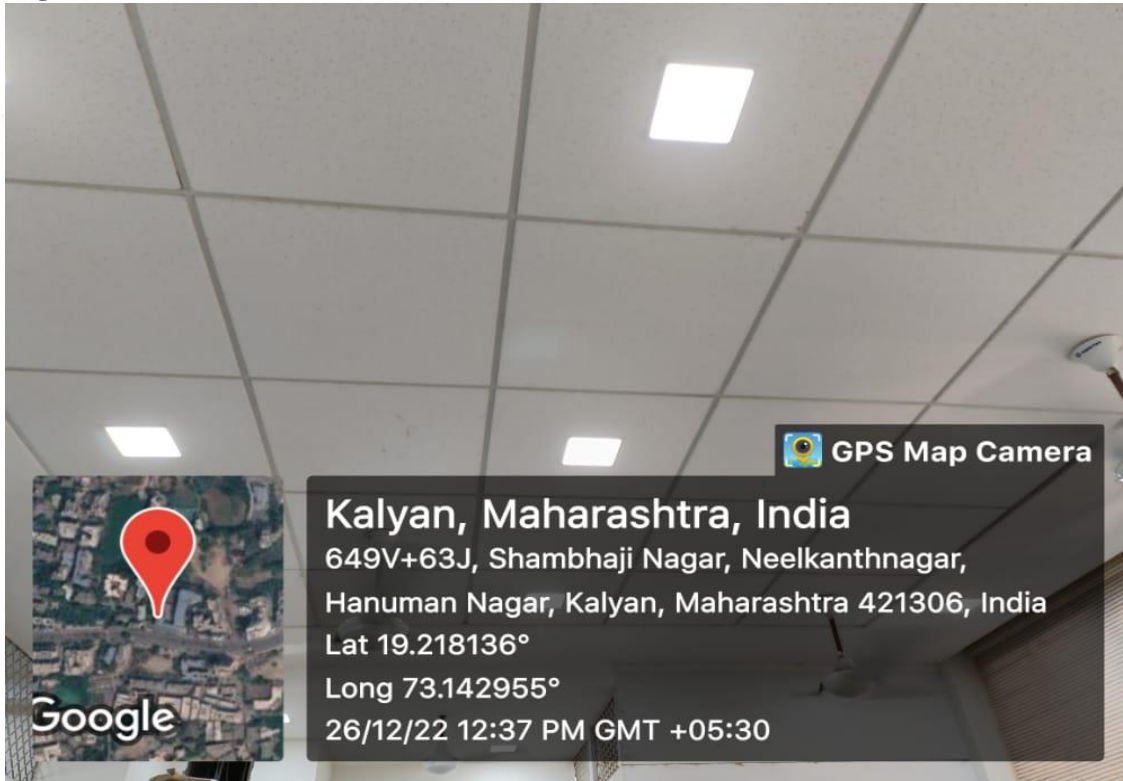 GPS Map Camera
Kalyan, Maharashtra, India
649V+63J, Shambhaji Nagar, Neelkanthnagar,
Hanuman Nagar, Kalyan, Maharashtra 421306, India
Lat 19.218136°
Long 73.142955°
26/12/22 12:37 PM GMT +05:30
Google